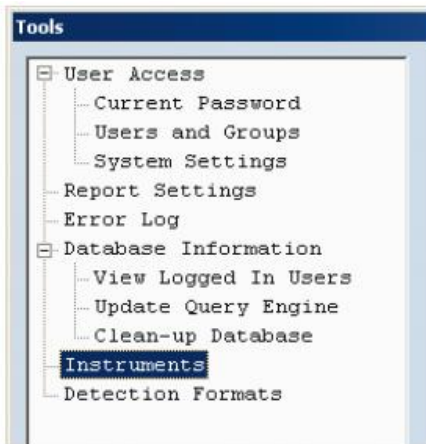 Tools
User Access
Current Password
Users and Groups
System Settings
Report Settings
Error Log
Database Information
View Logged In Users
Update Query Engine
Clean-up Database
Instruments
Detection Formats